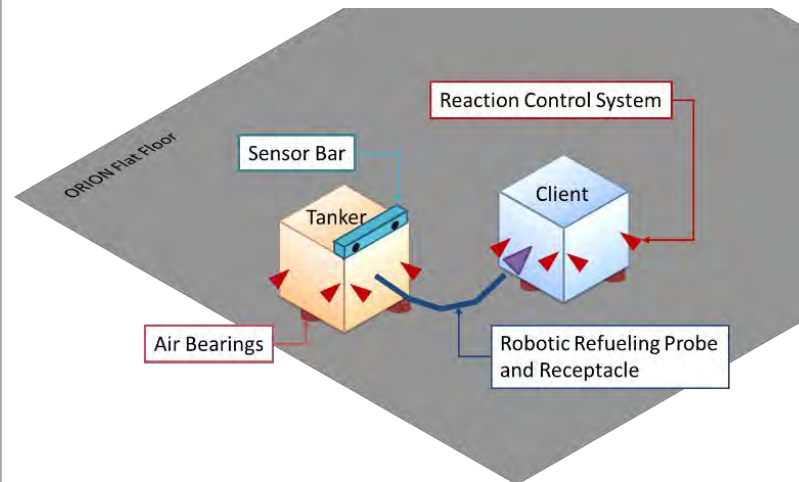 Reaction Control System
ORION Flat Floor
Sensor Bar
Client
Tanker
Air Bearings
Robotic Refueling Probe
and Receptacle